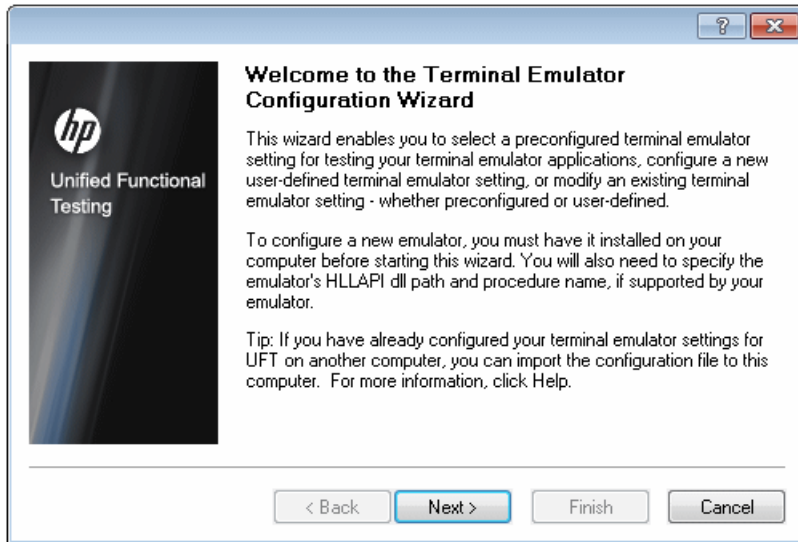 ?
X
hp
Unified Functional
Testing
Welcome to the Terminal Emulator
Configuration Wizard
This wizard enables you to select a preconfigured terminal emulator
setting for testing your terminal emulator applications, configure a new
user-defined terminal emulator setting, or modify an existing terminal
emulator setting - whether preconfigured or user-defined.
To configure a new emulator, you must have it installed on your
computer before starting this wizard. You will also need to specify the
emulator's HLLAPI dll path and procedure name, if supported by your
emulator.
Tip: If you have already configured your terminal emulator settings for
UFT on another computer, you can import the configuration file to this
computer. For more information, click Help.
< Back
Next >
Finish
Cancel